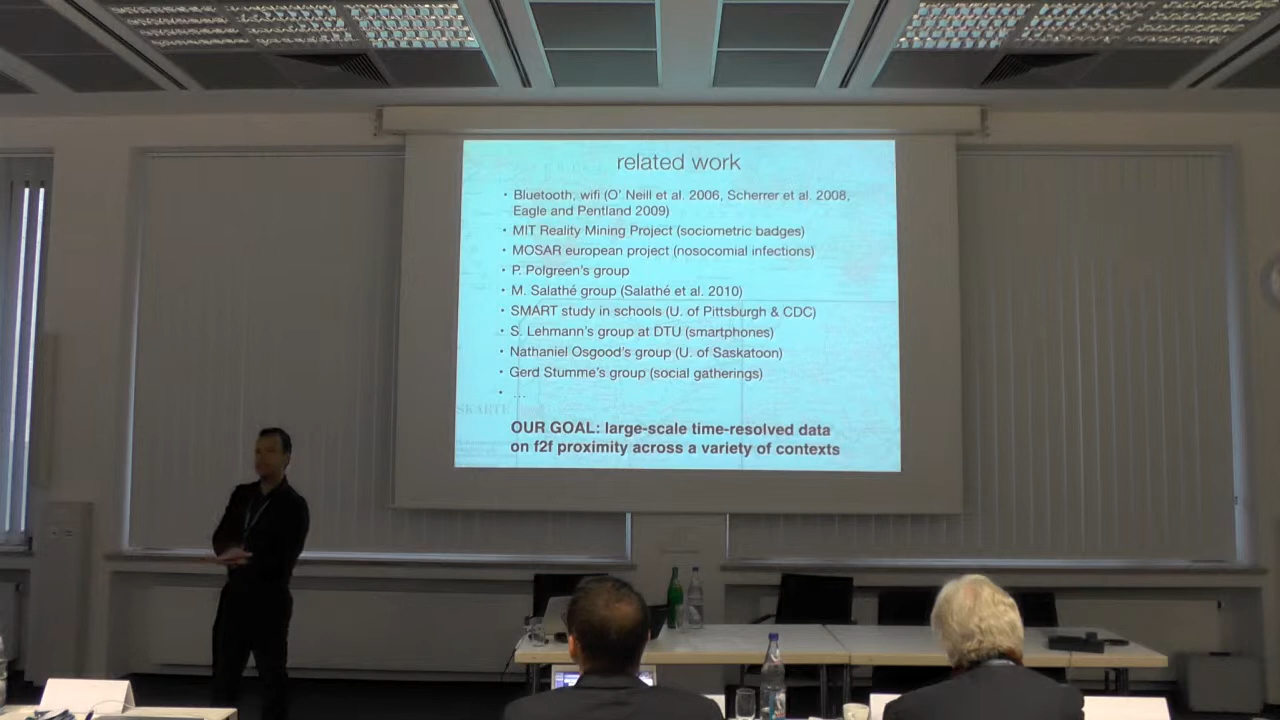 related work
• Bluetooth, wifi (O' Neill et al. 2006, Scherrer et al. 2008,
Eagle and Pentland 2009)
• MIT Reality Mining Project (sociometric badges)
• MOSAR european project (nosocomial infections)
• P. Polgreen's group
• M. Salathé group (Salathé et al. 2010)
• SMART study in schools (U. of Pittsburgh & CDC)
• S. Lehmann's group at DTU (smartphones)
• Nathaniel Osgood's group (U. of Saskatoon)
• Gerd Stumme's group (social gatherings)
• ...
SKARTE
OUR GOAL: large-scale time-resolved data
on f2f proximity across a variety of contexts